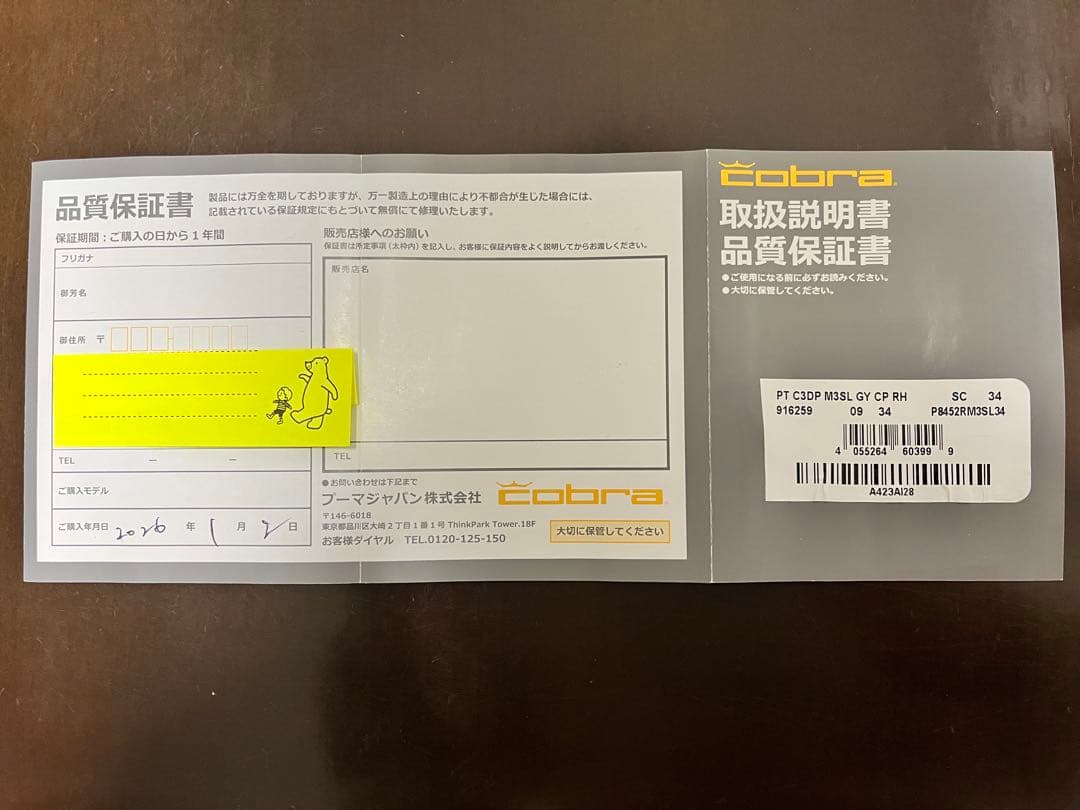 品質保証書
製品には万全を期しておりますが、万一製造上の理由により不都合が生じた場合には、
記載されている保証規定にもとづいて無償にて修理いたします。
保証期間：ご購入の日から1年間
フリガナ
御芳名
御住所 〒
TEL － －
ご購入モデル
ご購入年月日 2026 年 1 月 2 日
販売店様へのお願い
保証書は所定事項（太枠内）を記入し、お客様に保証内容をよく説明してからお渡しください。
販売店名
TEL
●お問い合わせは下記まで
プーマジャパン株式会社 cobra
〒146-6018
東京都品川区大崎2丁目1番1号 ThinkPark Tower.18F
お客様ダイヤル TEL.0120-125-150
大切に保管してください
cobra
取扱説明書
品質保証書
●ご使用になる前に必ずお読みください。
●大切に保管してください。
PT C3DP M3SL GY CP RH SC 34
916259 09 34 P8452RM3SL34
4 055264 60399 9
A423AI28